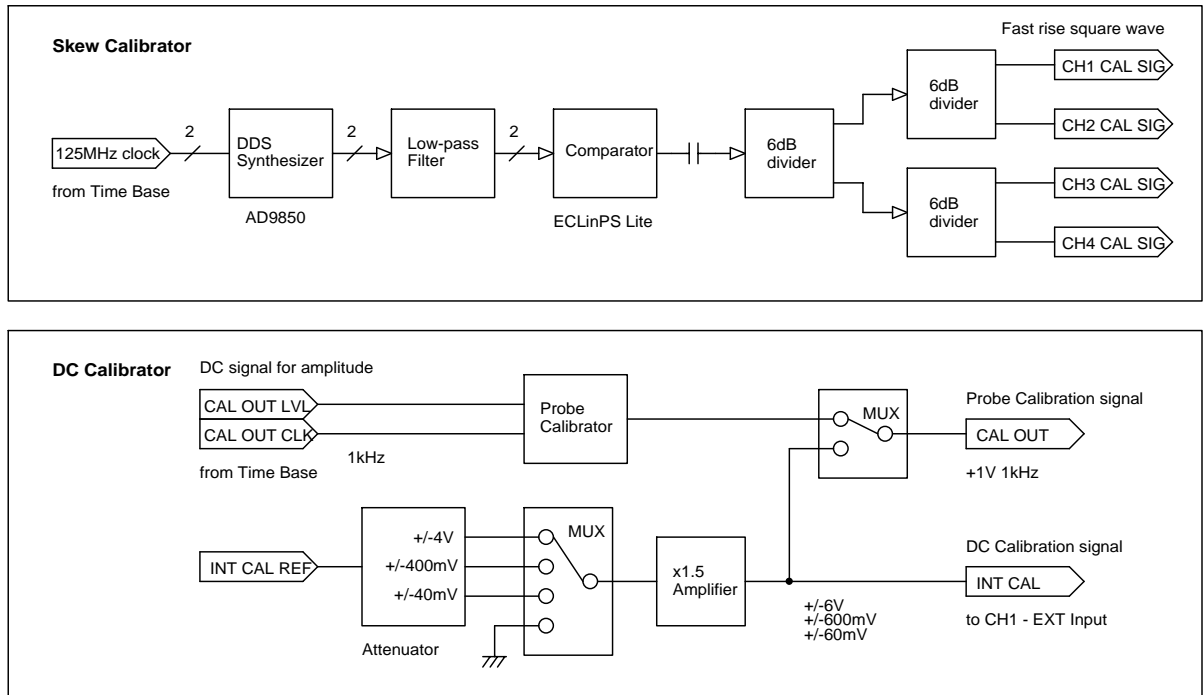 Skew Calibrator
Fast rise square wave
125MHz clock
from Time Base
2
DDS
Synthesizer
AD9850
2
Low-pass
Filter
2
Comparator
ECLinPS Lite
6dB
divider
6dB
divider
6dB
divider
CH1 CAL SIG
CH2 CAL SIG
CH3 CAL SIG
CH4 CAL SIG
DC Calibrator
DC signal for amplitude
CAL OUT LVL
CAL OUT CLK
from Time Base
1kHz
Probe
Calibrator
MUX
Probe Calibration signal
CAL OUT
+1V 1kHz
INT CAL REF
+/-4V
+/-400mV
+/-40mV
Attenuator
MUX
x1.5
Amplifier
+/-6V
+/-600mV
+/-60mV
DC Calibration signal
INT CAL
to CH1 - EXT Input